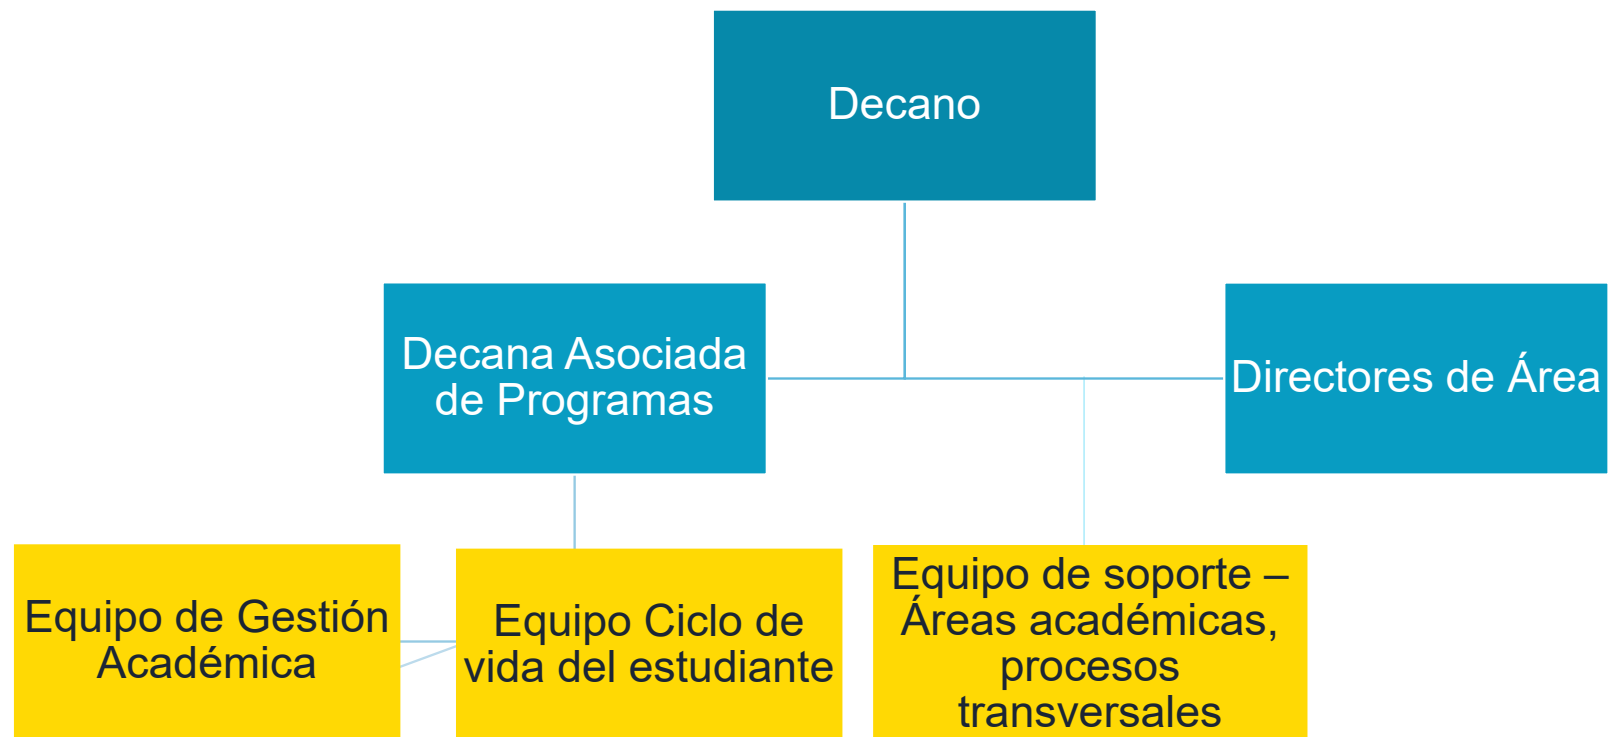 Decano
Decana Asociada
de Programas
Directores de Área
Equipo de Gestión
Académica
Equipo Ciclo de
vida del estudiante
Equipo de soporte –
Áreas académicas,
procesos
transversales